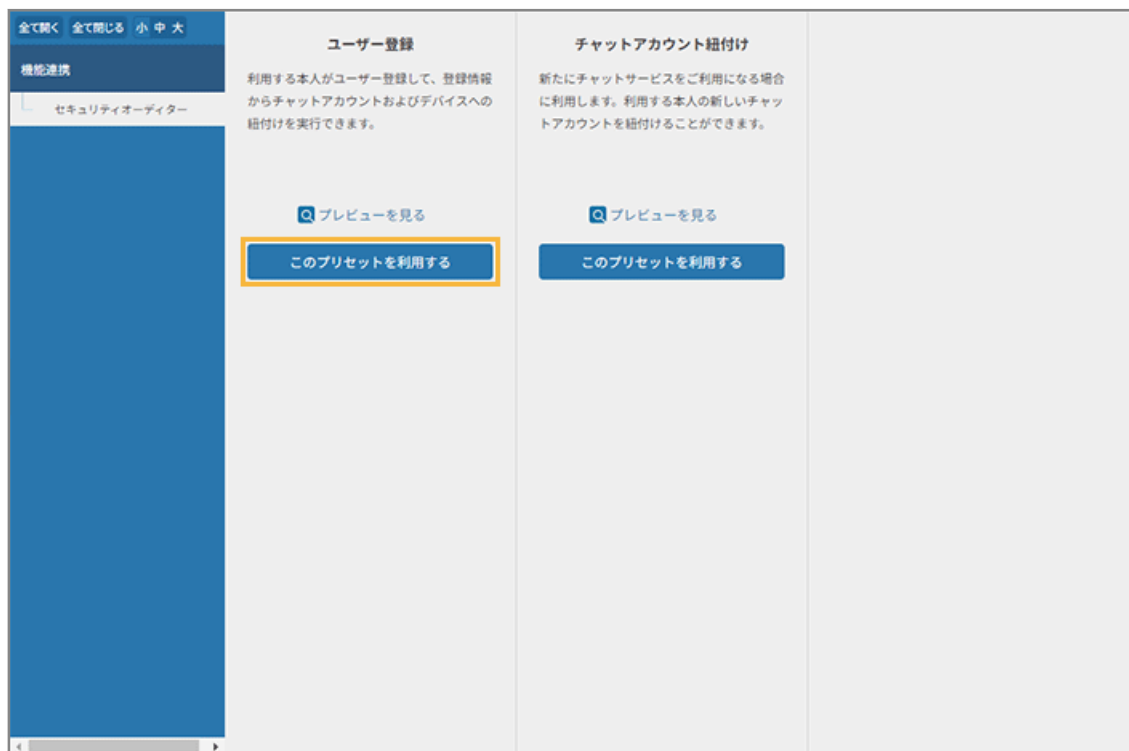 全て開く 全て閉じる 小 中 大
機能連携
セキュリティオーディター
ユーザー登録
利用する本人がユーザー登録して、登録情報
からチャットアカウントおよびデバイスへの
紐付けを実行できます。
プレビューを見る
このプリセットを利用する
チャットアカウント紐付け
新たにチャットサービスをご利用になる場合
に利用します。利用する本人の新しいチャッ
トアカウントを紐付けることができます。
プレビューを見る
このプリセットを利用する